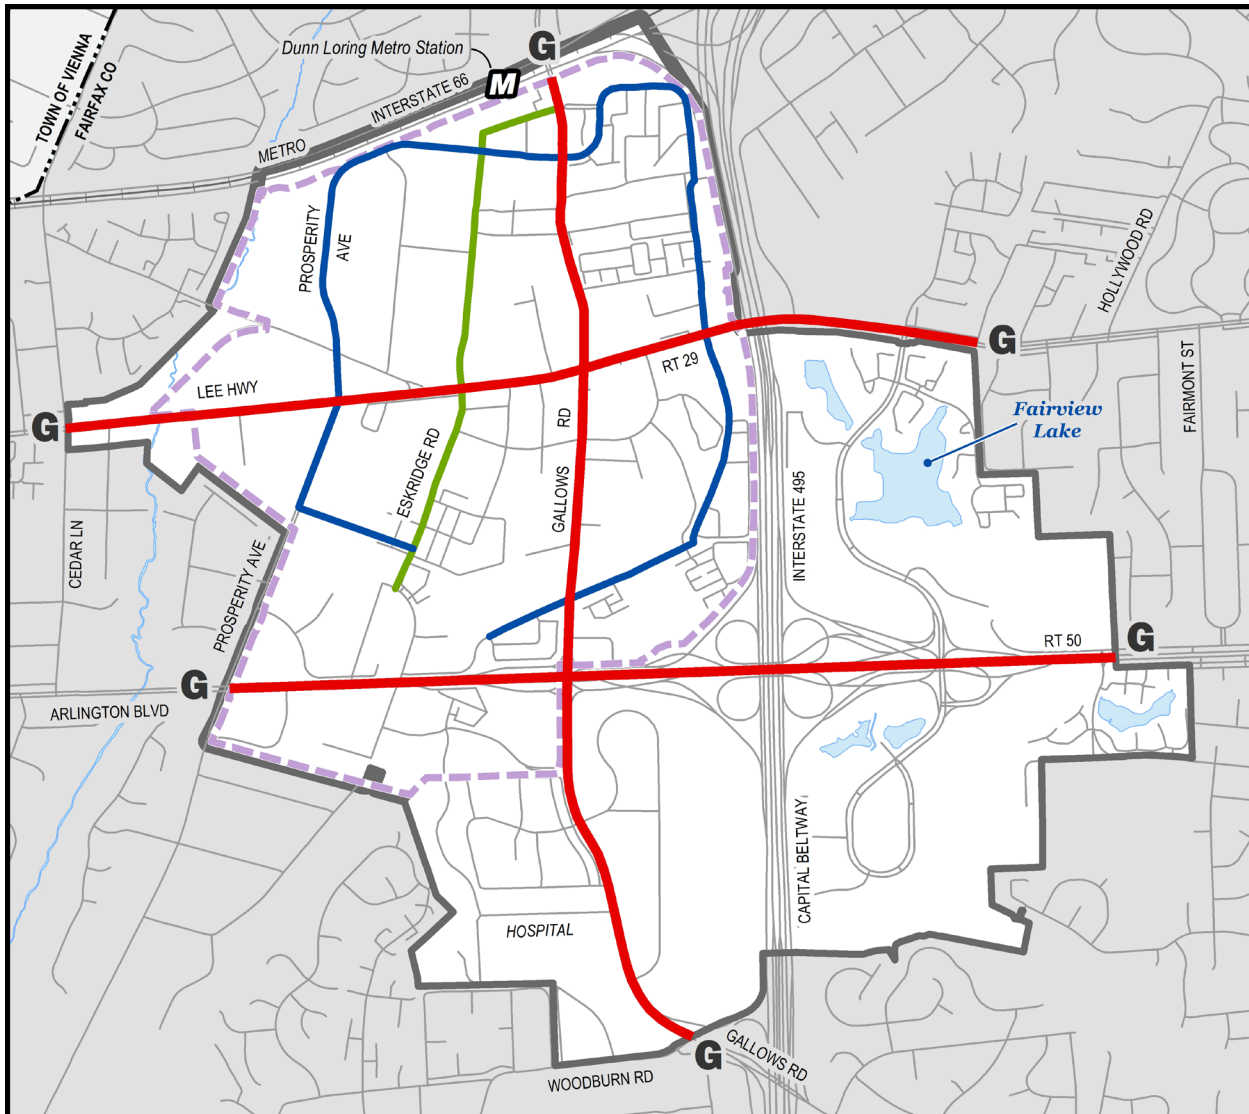 TOWN OF VIENNA
FAIRFAX CO
Dunn Loring Metro Station
G
M
INTERSTATE 66
METRO
PROSPERITY
AVE
HOLLYWOOD RD
G
RT 29
LEE HWY
FAIRMONT ST
Fairview
Lake
G
RD
GALLOWS
ESKRIDGE RD
INTERSTATE 495
CEDAR LN
PROSPERITY AVE
RT 50
G
G
ARLINGTON BLVD
CAPITAL BELTWAY
HOSPITAL
G
GALLOWS RD
WOODBURN RD